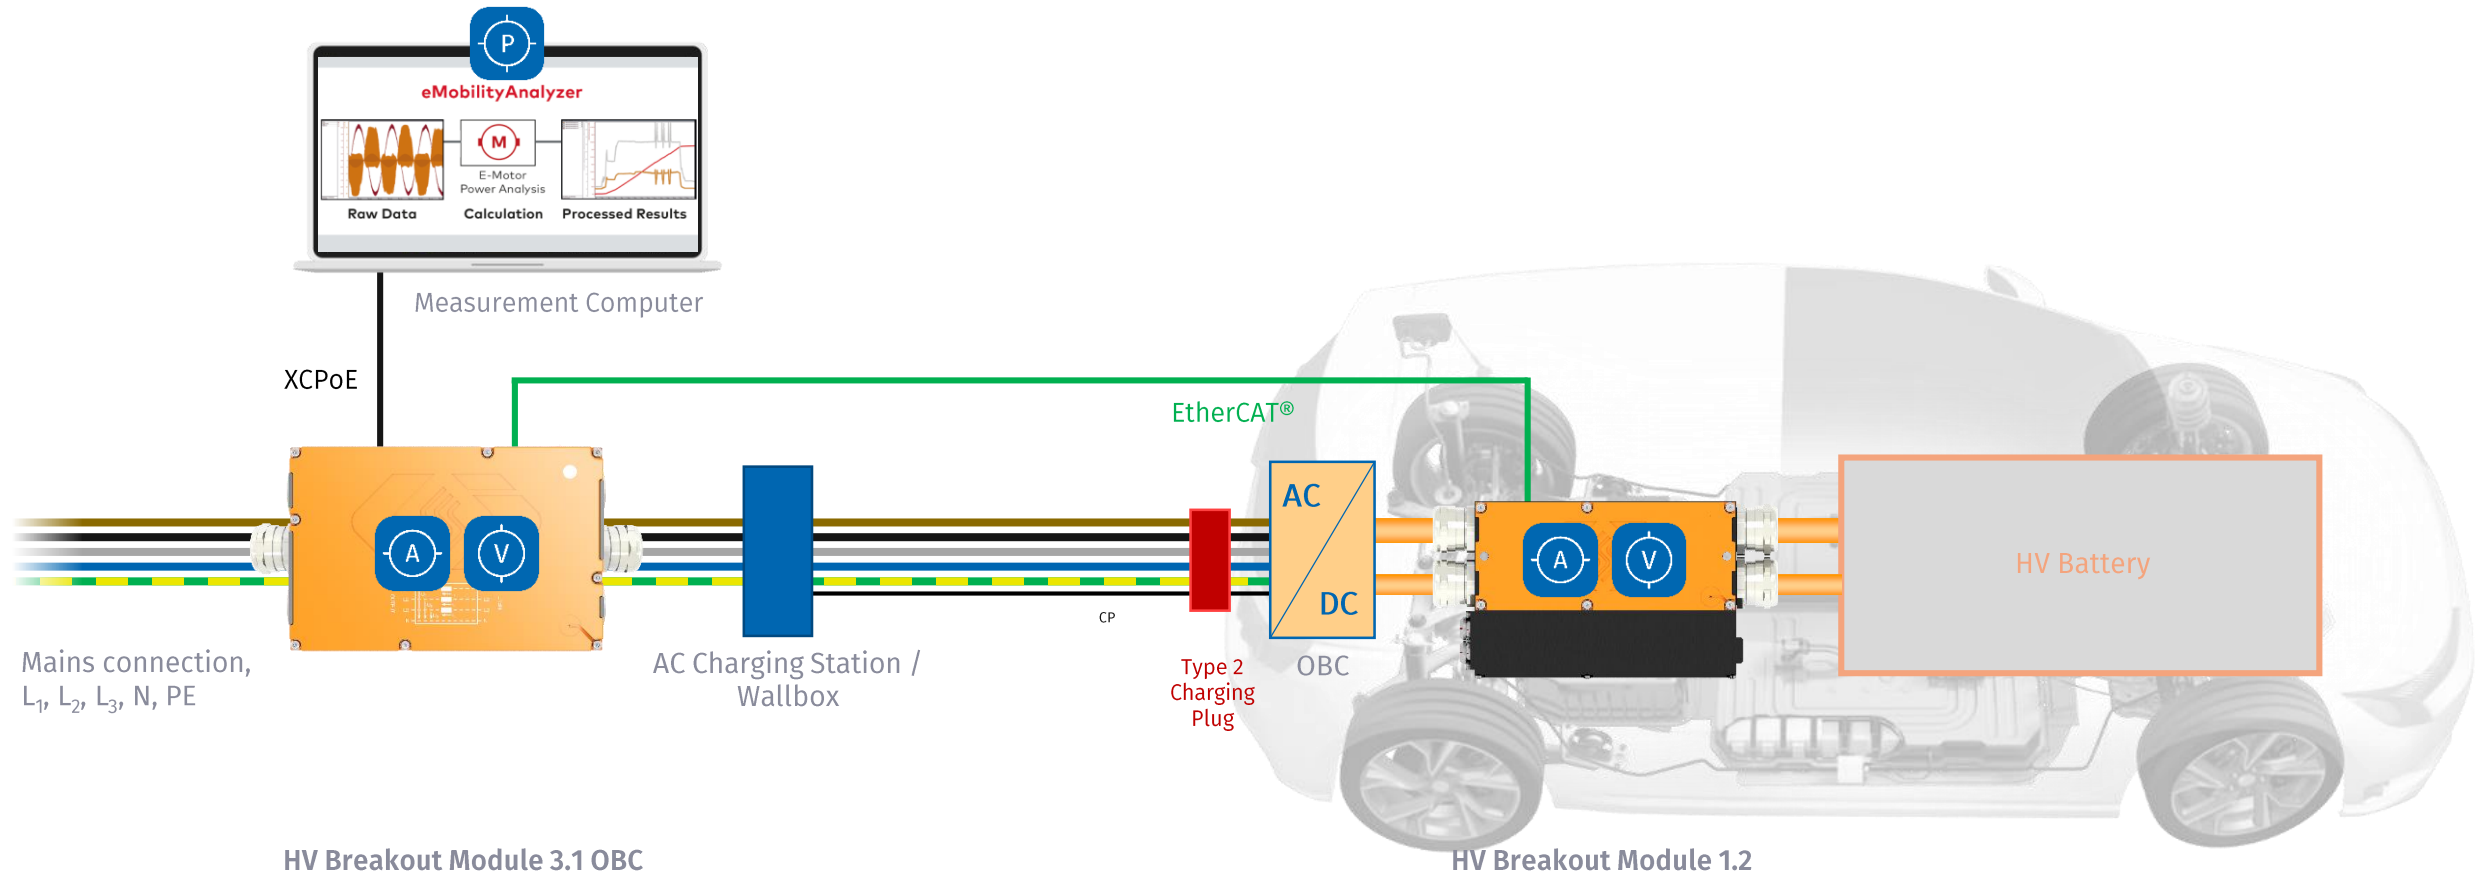 P
eMobilityAnalyzer
M
E-Motor
Power Analysis
Raw Data
Calculation
Processed Results
Measurement Computer
XCPoE
EtherCAT®
AC
DC
A
V
A
V
HV Battery
CP
Mains connection,
L1, L2, L3, N, PE
AC Charging Station /
Wallbox
Type 2
Charging
Plug
OBC
HV Breakout Module 3.1 OBC
HV Breakout Module 1.2